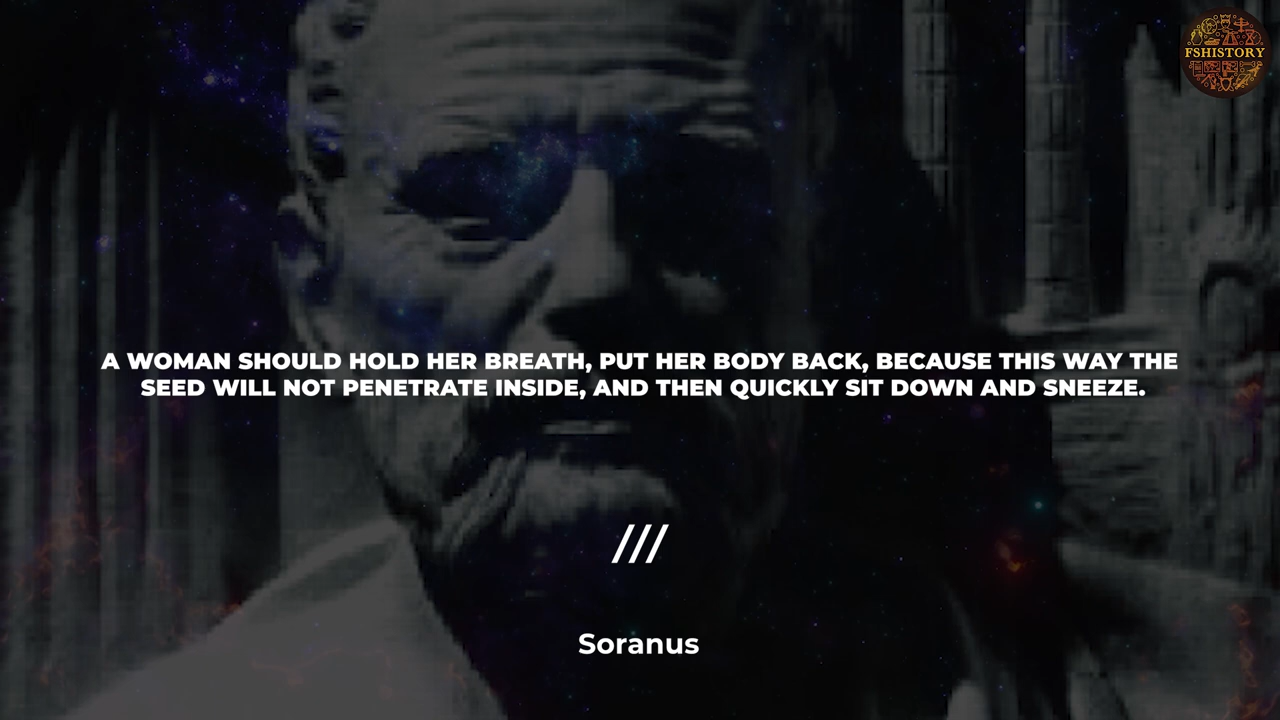 FSHISTORY
A WOMAN SHOULD HOLD HER BREATH, PUT HER BODY BACK, BECAUSE THIS WAY THE
SEED WILL NOT PENETRATE INSIDE, AND THEN QUICKLY SIT DOWN AND SNEEZE.
///
Soranus